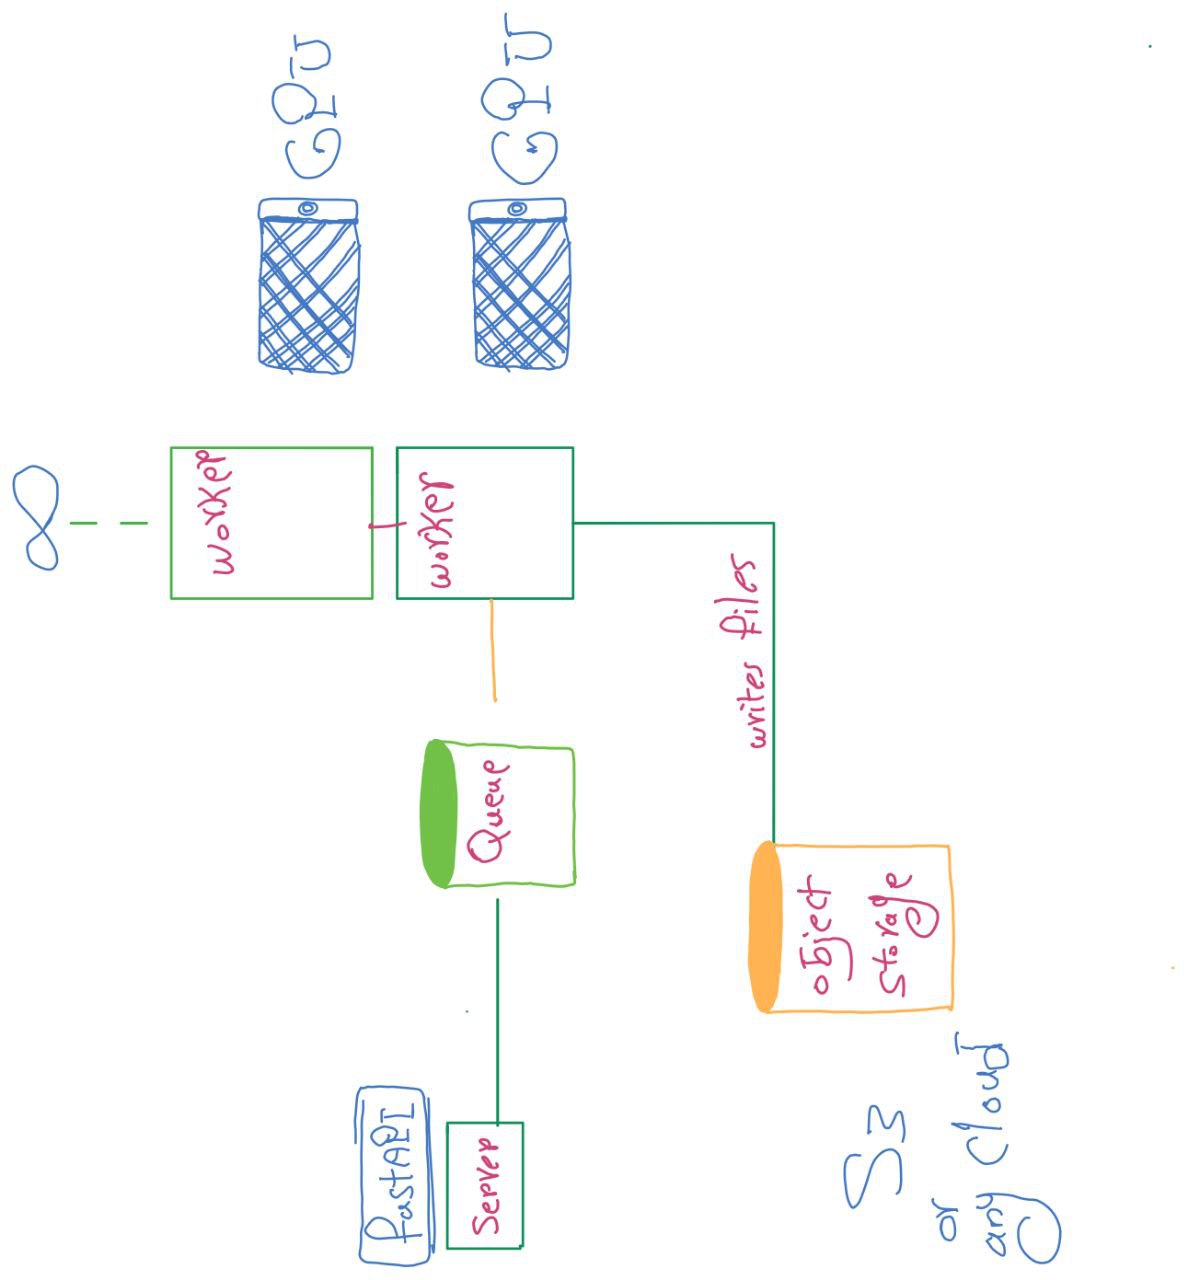 FastAPI
Server
Queue
worker
worker
∞
GPU
GPU
writes files
object
storage
S3
or
any cloud